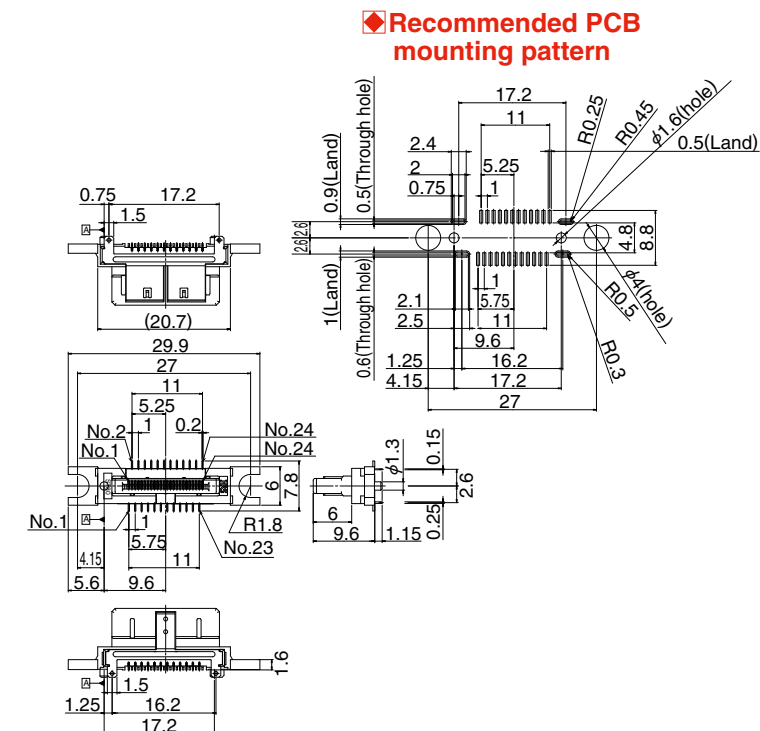 Recommended PCB
mounting pattern
17.2
11
2.4
2
5.25
0.75
1
0.9(Land)
0.5(Through hole)
R0.25
R0.45
ϕ1.6(hole)
0.5(Land)
2.6
2.6
4.8
8.8
1(Land)
0.6(Through hole)
1
2.1
5.75
2.5
11
9.6
1.25
16.2
4.15
17.2
27
ϕ4(hole)
R0.5
R0.3
0.75
17.2
1.5
A
(20.7)
29.9
27
11
5.25
No.2
1
0.2
No.24
No.1
No.24
6
7.8
No.1
A
1
R1.8
5.75
No.23
4.15
11
5.6
9.6
ϕ1.3
0.15
2.6
6
9.6
1.15
0.25
1.6
A
1.5
1.25
16.2
17.2